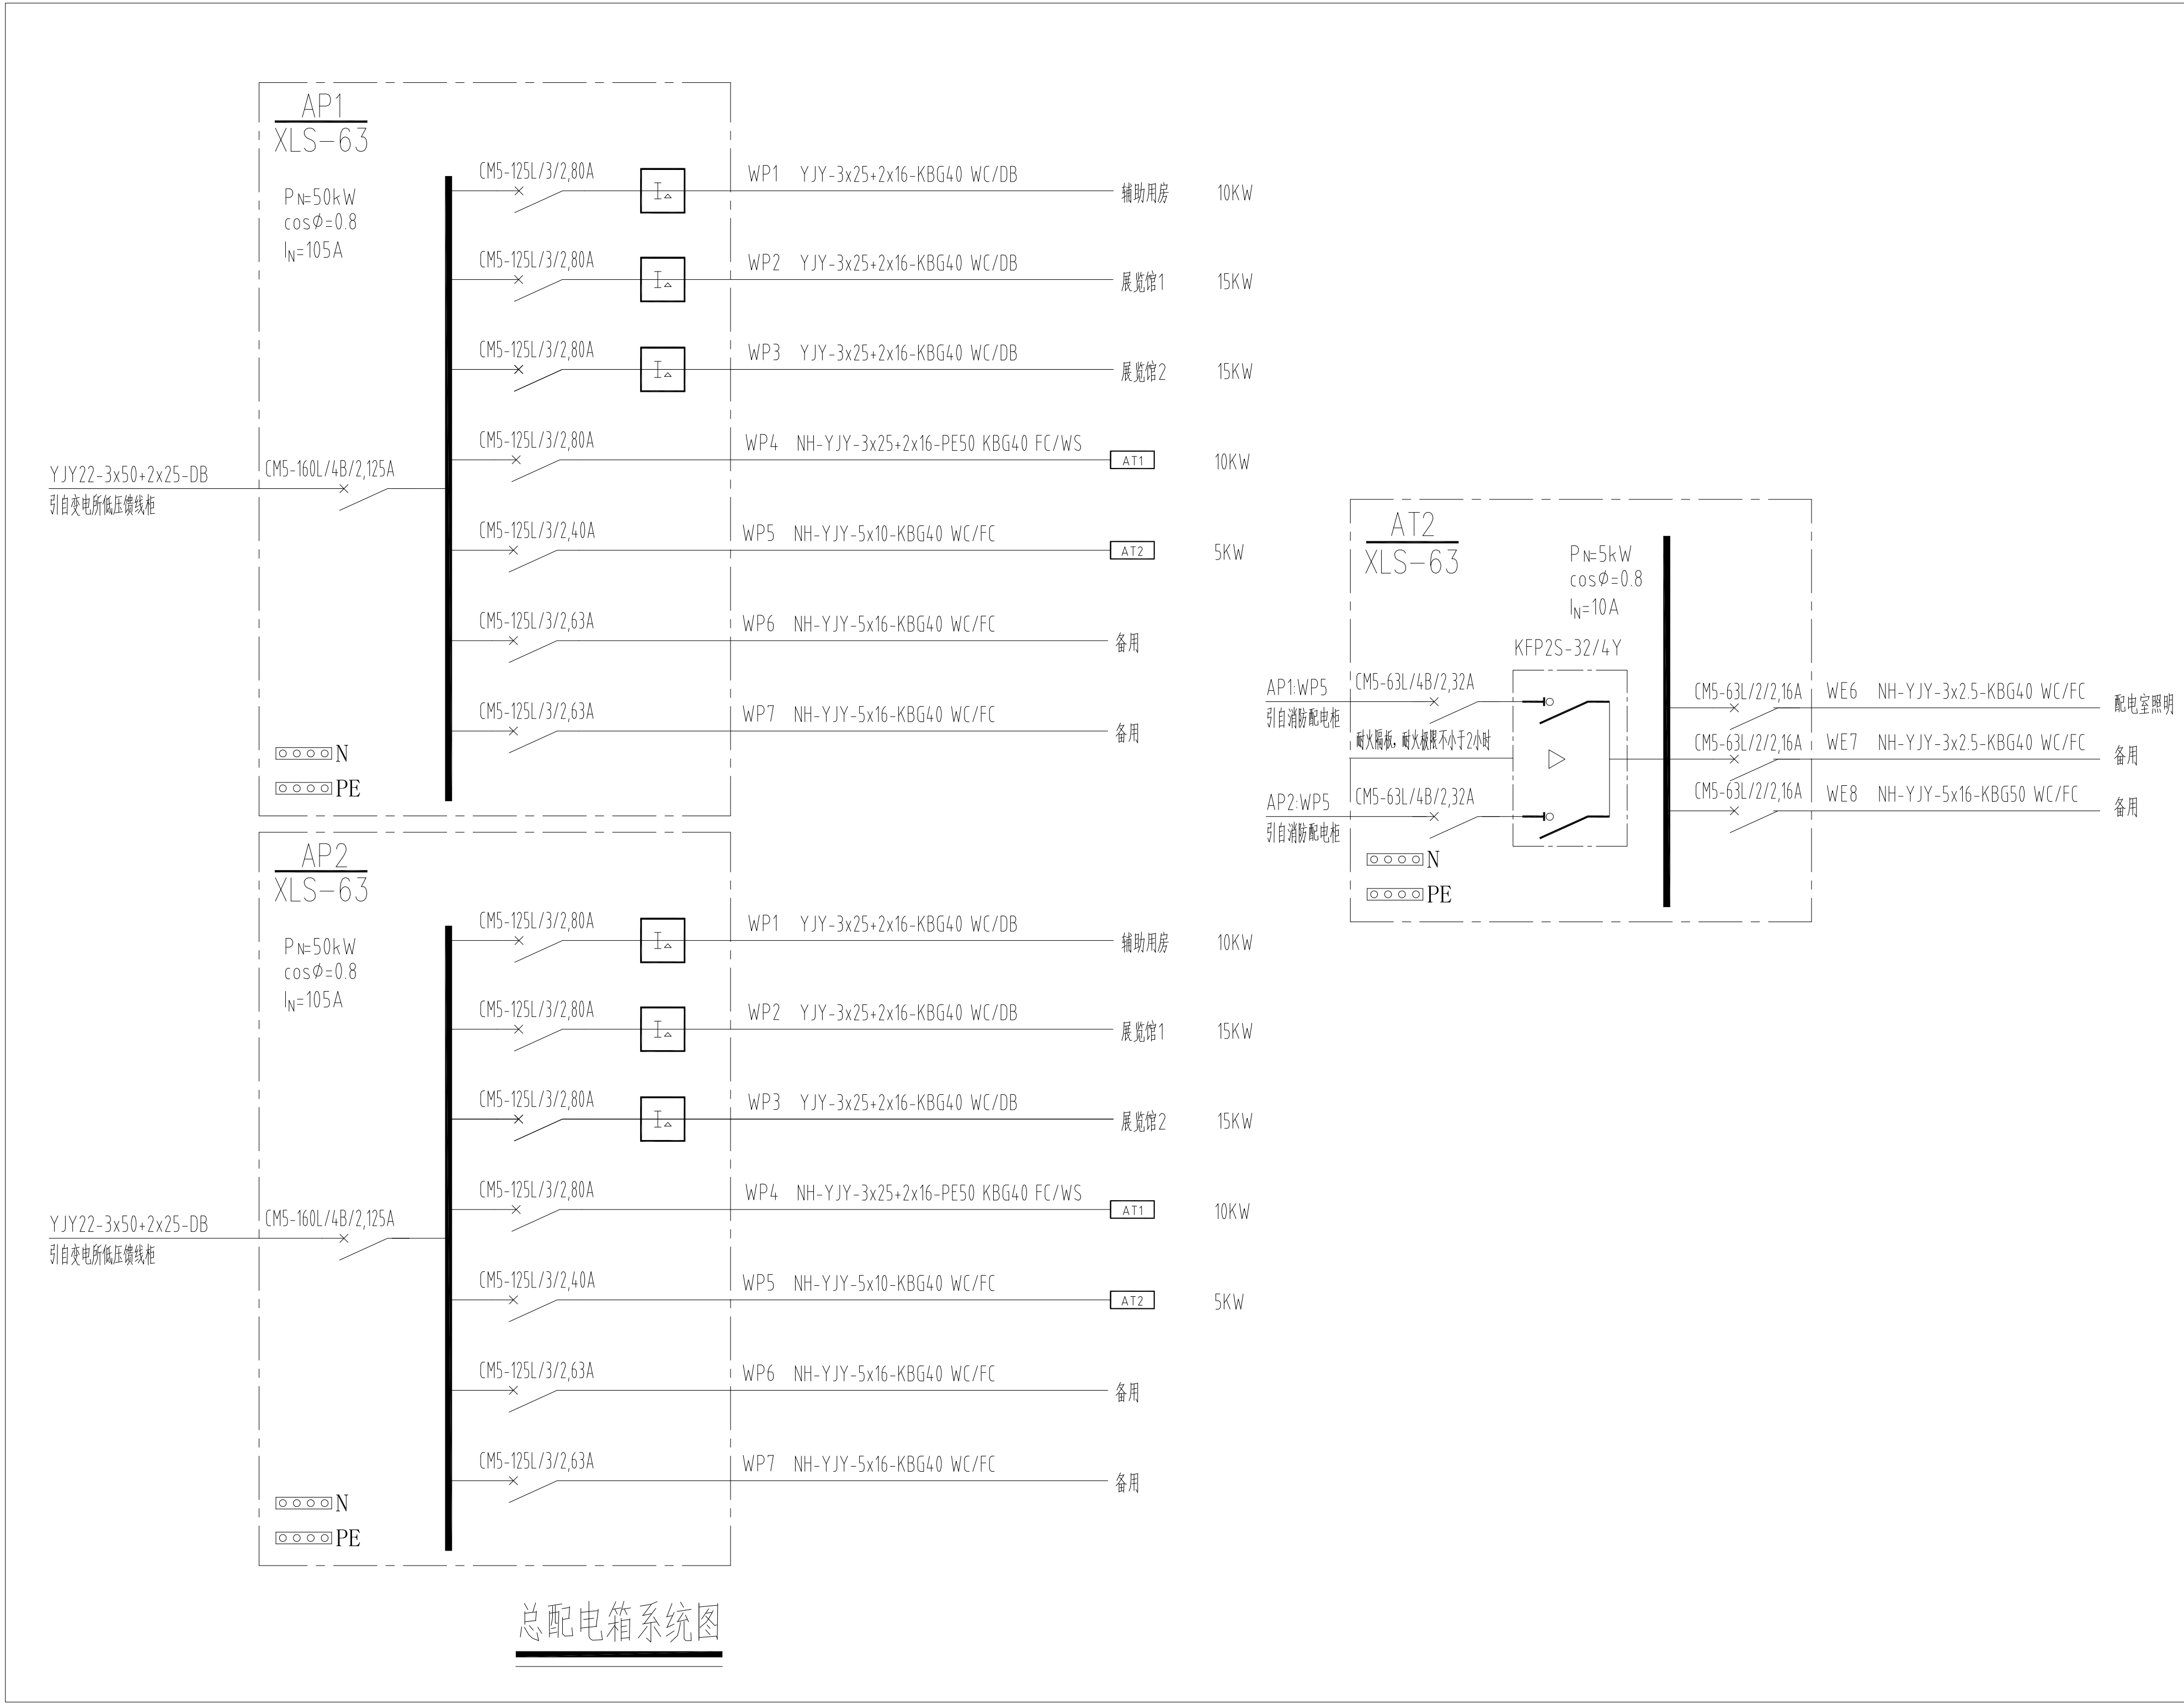 AP1
XLS-63
PN=50kW
cosφ=0.8
IN=105A
CM5-125L/3/2,80A
WP1 YJY-3x25+2x16-KBG40 WC/DB
辅助用房 10KW
I△
CM5-125L/3/2,80A
WP2 YJY-3x25+2x16-KBG40 WC/DB
展览馆1 15KW
I△
CM5-125L/3/2,80A
WP3 YJY-3x25+2x16-KBG40 WC/DB
展览馆2 15KW
I△
CM5-125L/3/2,80A
WP4 NH-YJY-3x25+2x16-PE50 KBG40 FC/WS
AT1 10KW
YJY22-3x50+2x25-DB
引自变电所低压馈线柜
CM5-160L/4B/2,125A
CM5-125L/3/2,40A
WP5 NH-YJY-5x10-KBG40 WC/FC
AT2 5KW
CM5-125L/3/2,63A
WP6 NH-YJY-5x16-KBG40 WC/FC
备用
CM5-125L/3/2,63A
WP7 NH-YJY-5x16-KBG40 WC/FC
备用
N
PE
AP2
XLS-63
PN=50kW
cosφ=0.8
IN=105A
CM5-125L/3/2,80A
WP1 YJY-3x25+2x16-KBG40 WC/DB
辅助用房 10KW
I△
CM5-125L/3/2,80A
WP2 YJY-3x25+2x16-KBG40 WC/DB
展览馆1 15KW
I△
CM5-125L/3/2,80A
WP3 YJY-3x25+2x16-KBG40 WC/DB
展览馆2 15KW
I△
CM5-125L/3/2,80A
WP4 NH-YJY-3x25+2x16-PE50 KBG40 FC/WS
AT1 10KW
YJY22-3x50+2x25-DB
引自变电所低压馈线柜
CM5-160L/4B/2,125A
CM5-125L/3/2,40A
WP5 NH-YJY-5x10-KBG40 WC/FC
AT2 5KW
CM5-125L/3/2,63A
WP6 NH-YJY-5x16-KBG40 WC/FC
备用
CM5-125L/3/2,63A
WP7 NH-YJY-5x16-KBG40 WC/FC
备用
N
PE
总配电箱系统图
AT2
XLS-63
PN=5kW
cosφ=0.8
IN=10A
KFP2S-32/4Y
AP1:WP5
引自消防配电柜
CM5-63L/4B/2,32A
耐火隔板，耐火极限不小于2小时
AP2:WP5
引自消防配电柜
CM5-63L/4B/2,32A
CM5-63L/2/2,16A
WE6 NH-YJY-3x2.5-KBG40 WC/FC
配电室照明
CM5-63L/2/2,16A
WE7 NH-YJY-3x2.5-KBG40 WC/FC
备用
CM5-63L/2/2,16A
WE8 NH-YJY-5x16-KBG50 WC/FC
备用
N
PE